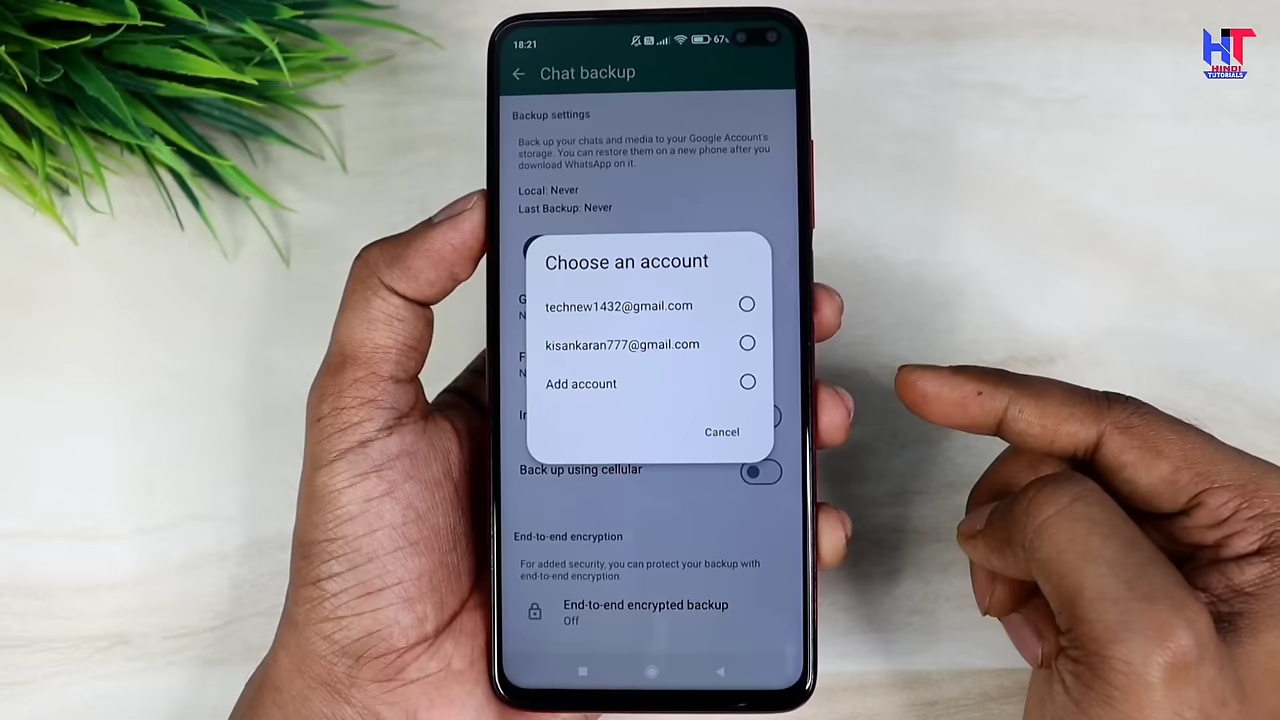 18:21
67%
Chat backup
Backup settings
Back up your chats and media to your Google Account's
storage. You can restore them on a new phone after you
download WhatsApp on it.
Local: Never
Last Backup: Never
Choose an account
technew1432@gmail.com
kisankaran777@gmail.com
Add account
Cancel
Back up using cellular
End-to-end encryption
For added security, you can protect your backup with
end-to-end encryption.
End-to-end encrypted backup
Off
HT
HINDI
TUTORIALS